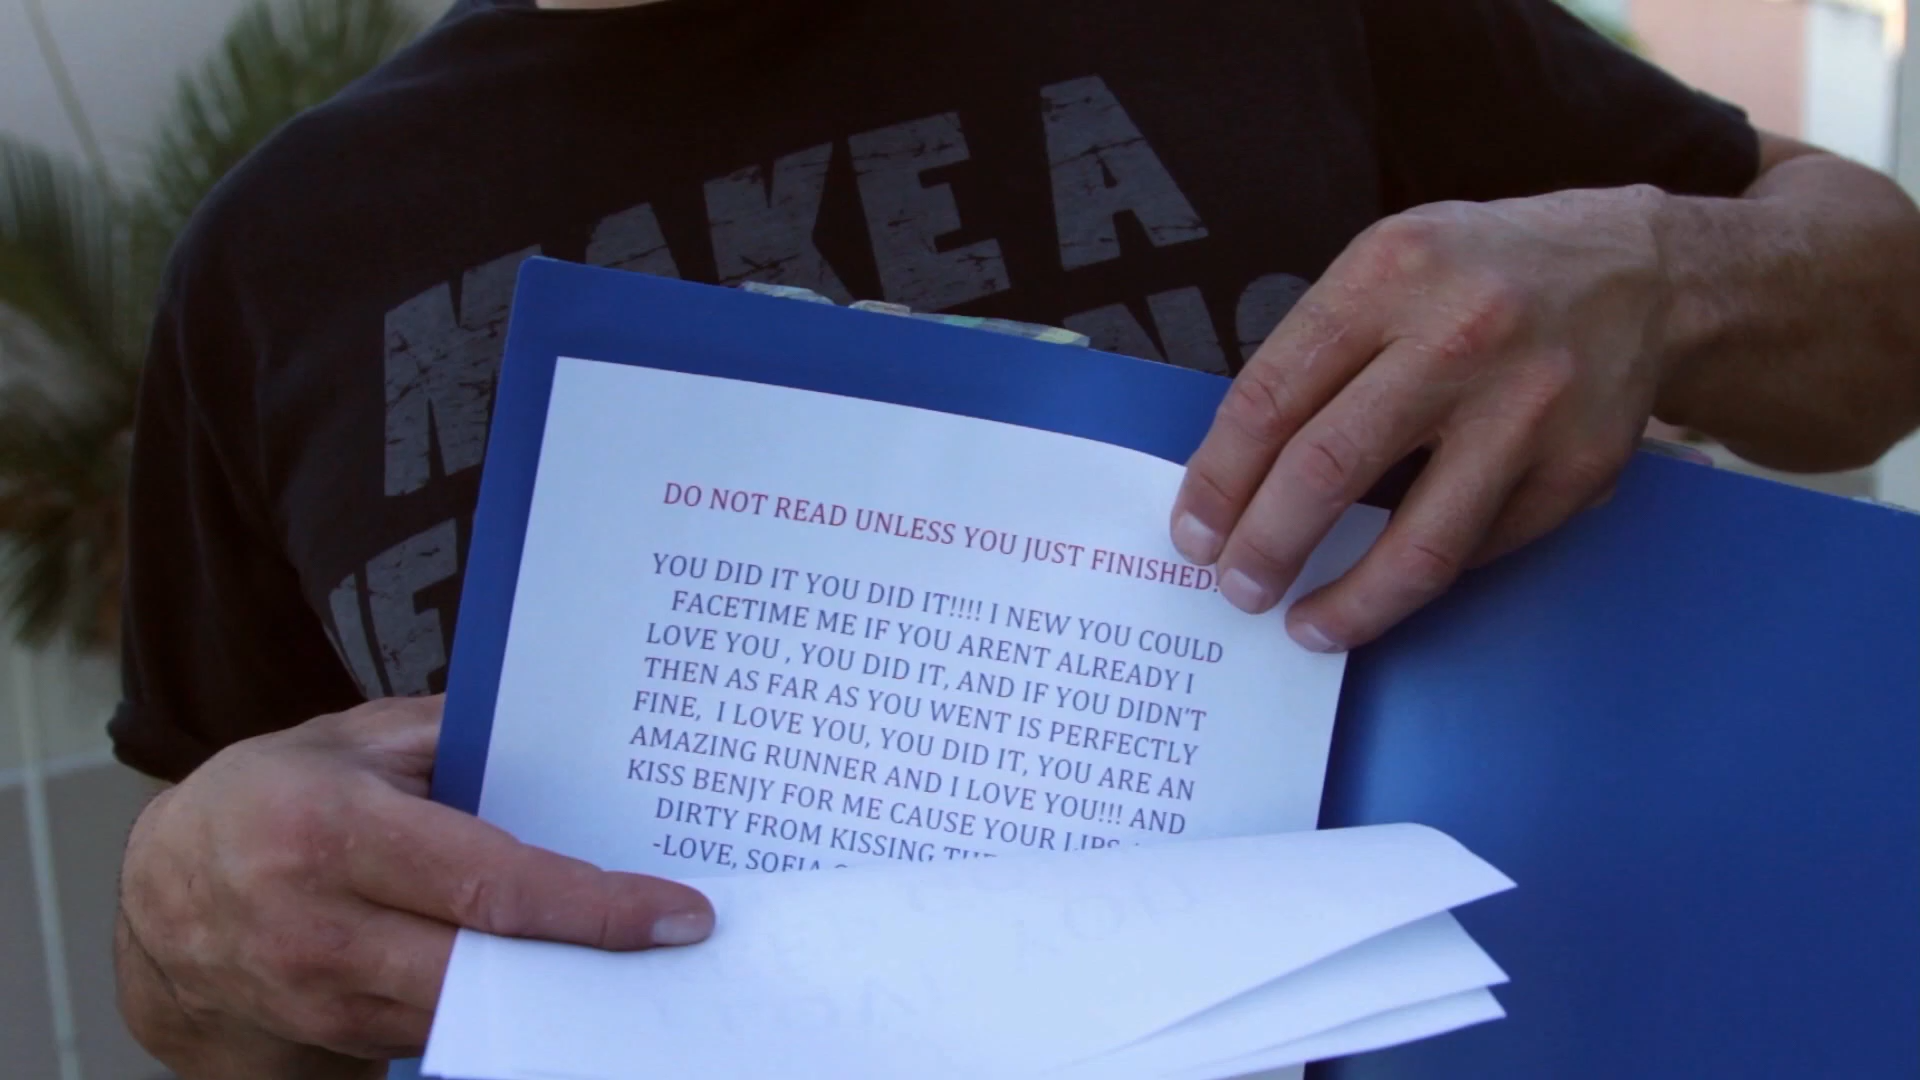 MAKE A
DO NOT READ UNLESS YOU JUST FINISHED!
YOU DID IT YOU DID IT!!!! I NEW YOU COULD
FACETIME ME IF YOU ARENT ALREADY I
LOVE YOU , YOU DID IT, AND IF YOU DIDN'T
THEN AS FAR AS YOU WENT IS PERFECTLY
FINE, I LOVE YOU, YOU DID IT, YOU ARE AN
AMAZING RUNNER AND I LOVE YOU!!! AND
KISS BENJY FOR ME CAUSE YOUR LIPS
DIRTY FROM KISSING
-LOVE, SOFIA